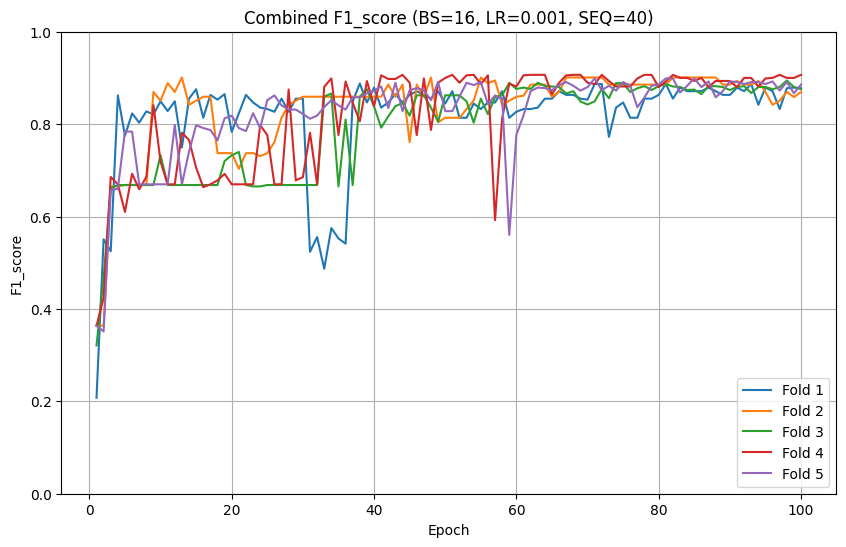 Combined F1_score (BS=16, LR=0.001, SEQ=40)
1.0
0.8
0.6
0.4
0.2
0.0
F1_score
0 20 40 60 80 100
Epoch
Fold 1
Fold 2
Fold 3
Fold 4
Fold 5